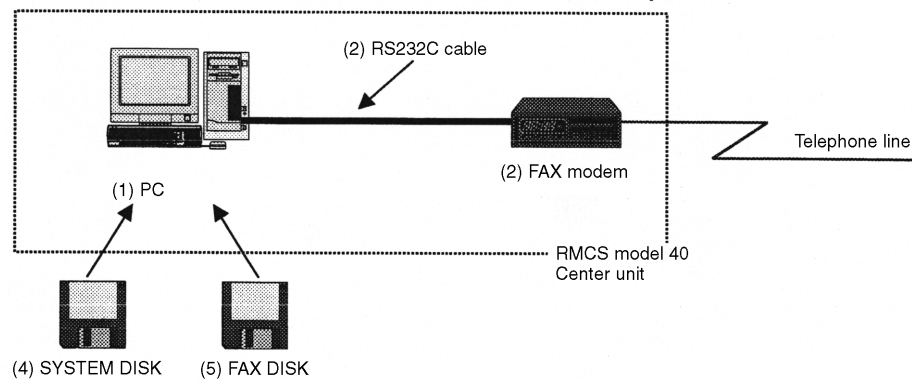 (2) RS232C cable
Telephone line
(2) FAX modem
(1) PC
RMCS model 40
Center unit
(4) SYSTEM DISK
(5) FAX DISK